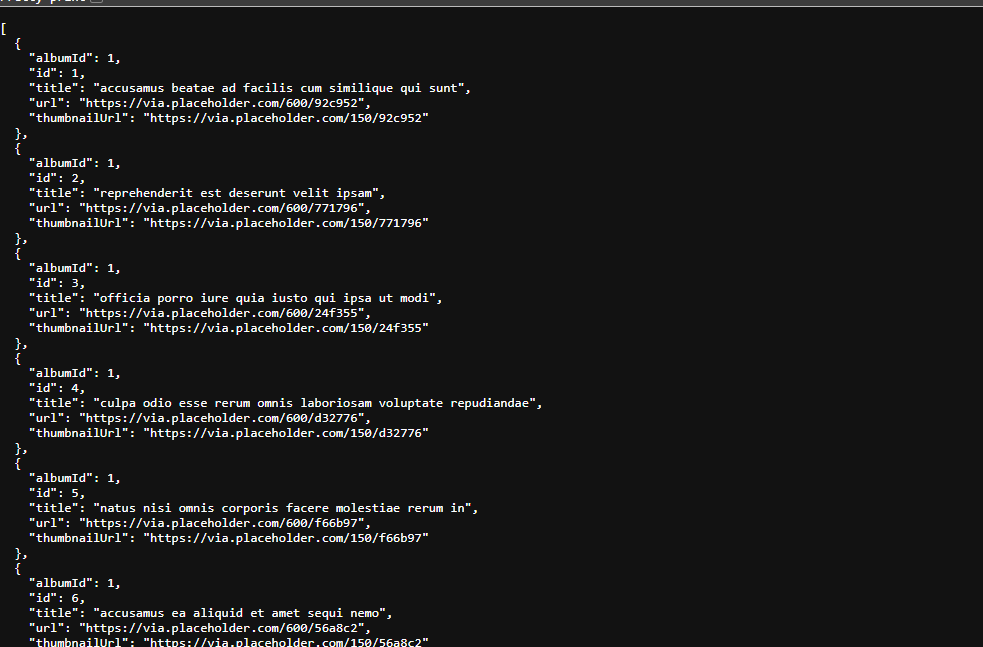 [
  {
    "albumId": 1,
    "id": 1,
    "title": "accusamus beatae ad facilis cum similique qui sunt",
    "url": "https://via.placeholder.com/600/92c952",
    "thumbnailUrl": "https://via.placeholder.com/150/92c952"
  },
  {
    "albumId": 1,
    "id": 2,
    "title": "reprehenderit est deserunt velit ipsam",
    "url": "https://via.placeholder.com/600/771796",
    "thumbnailUrl": "https://via.placeholder.com/150/771796"
  },
  {
    "albumId": 1,
    "id": 3,
    "title": "officia porro iure quia iusto qui ipsa ut modi",
    "url": "https://via.placeholder.com/600/24f355",
    "thumbnailUrl": "https://via.placeholder.com/150/24f355"
  },
  {
    "albumId": 1,
    "id": 4,
    "title": "culpa odio esse rerum omnis laboriosam voluptate repudiandae",
    "url": "https://via.placeholder.com/600/d32776",
    "thumbnailUrl": "https://via.placeholder.com/150/d32776"
  },
  {
    "albumId": 1,
    "id": 5,
    "title": "natus nisi omnis corporis facere molestiae rerum in",
    "url": "https://via.placeholder.com/600/f66b97",
    "thumbnailUrl": "https://via.placeholder.com/150/f66b97"
  },
  {
    "albumId": 1,
    "id": 6,
    "title": "accusamus ea aliquid et amet sequi nemo",
    "url": "https://via.placeholder.com/600/56a8c2",
    "thumbnailUrl": "https://via.placeholder.com/150/56a8c2"